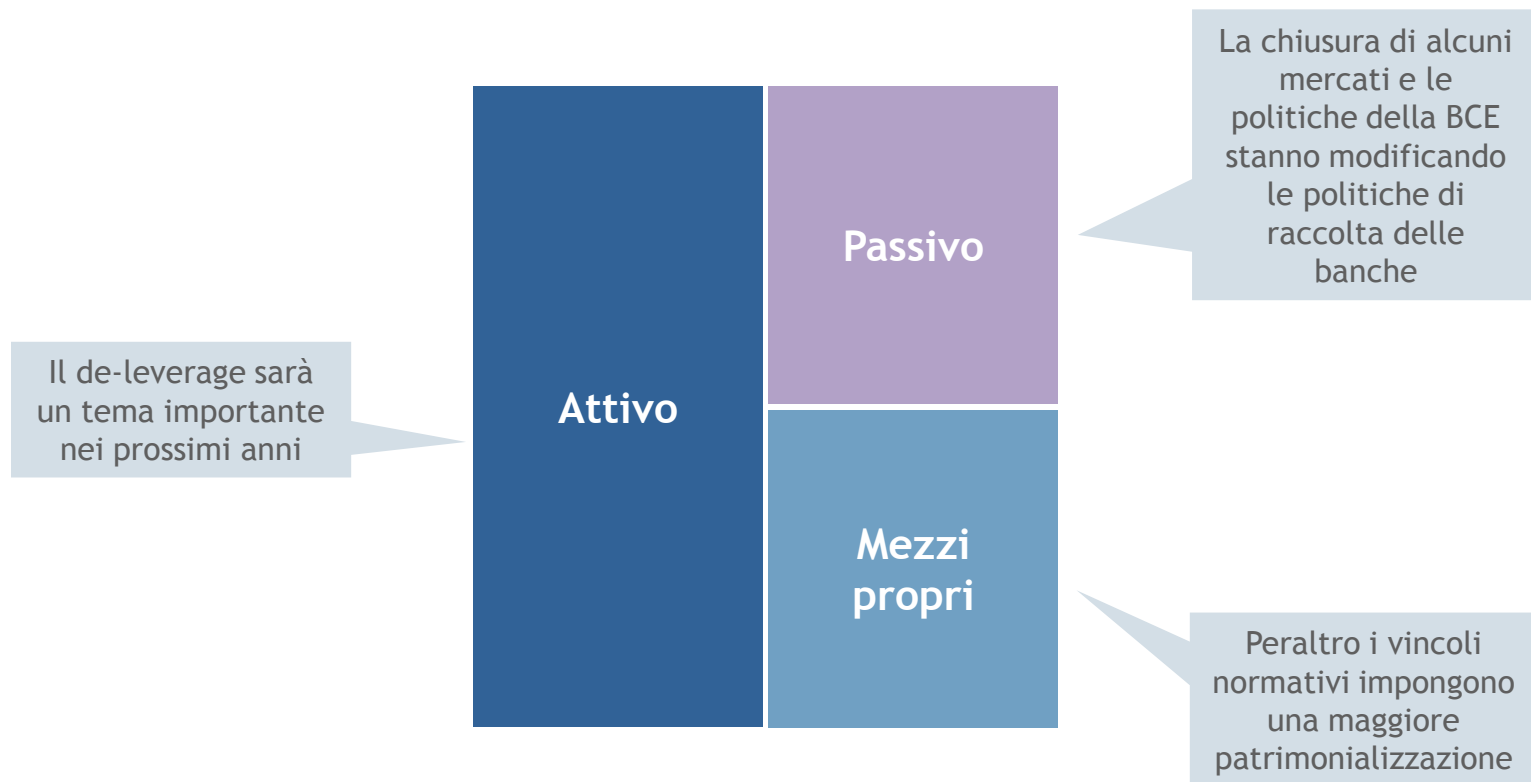 La chiusura di alcuni
mercati e le
politiche della BCE
stanno modificando
le politiche di
raccolta delle
banche
Passivo
Il de-leverage sarà
un tema importante
nei prossimi anni
Attivo
Mezzi
propri
Peraltro i vincoli
normativi impongono
una maggiore
patrimonializzazione